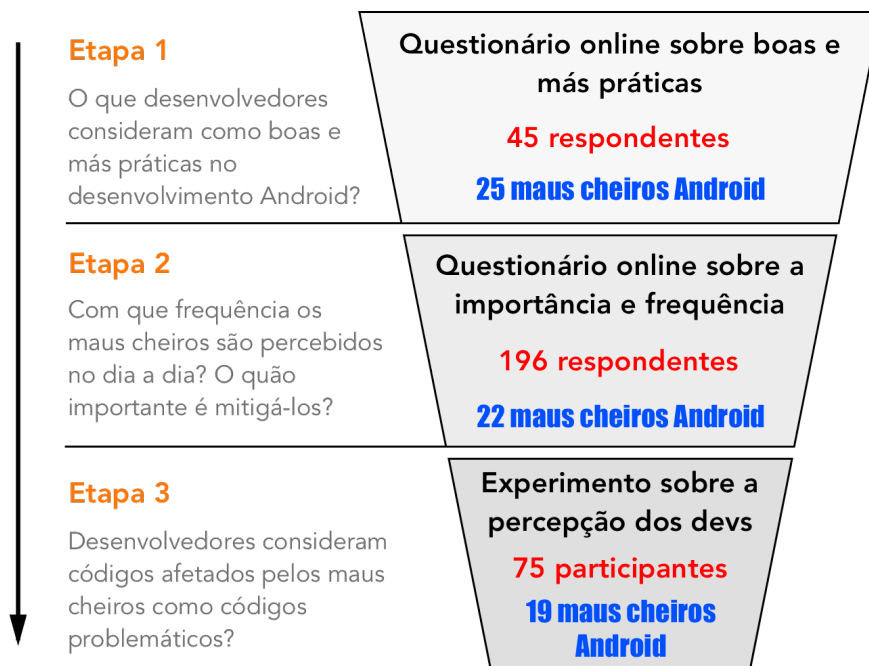 Etapa 1
O que desenvolvedores
consideram como boas e
más práticas no
desenvolvimento Android?
Questionário online sobre boas e
más práticas
45 respondentes
25 maus cheiros Android
Etapa 2
Com que frequência os
maus cheiros são percebidos
no dia a dia? O quão
importante é mitigá-los?
Questionário online sobre a
importância e frequência
196 respondentes
22 maus cheiros Android
Etapa 3
Desenvolvedores consideram
códigos afetados pelos maus
cheiros como códigos
problemáticos?
Experimento sobre a
percepção dos devs
75 participantes
19 maus cheiros
Android